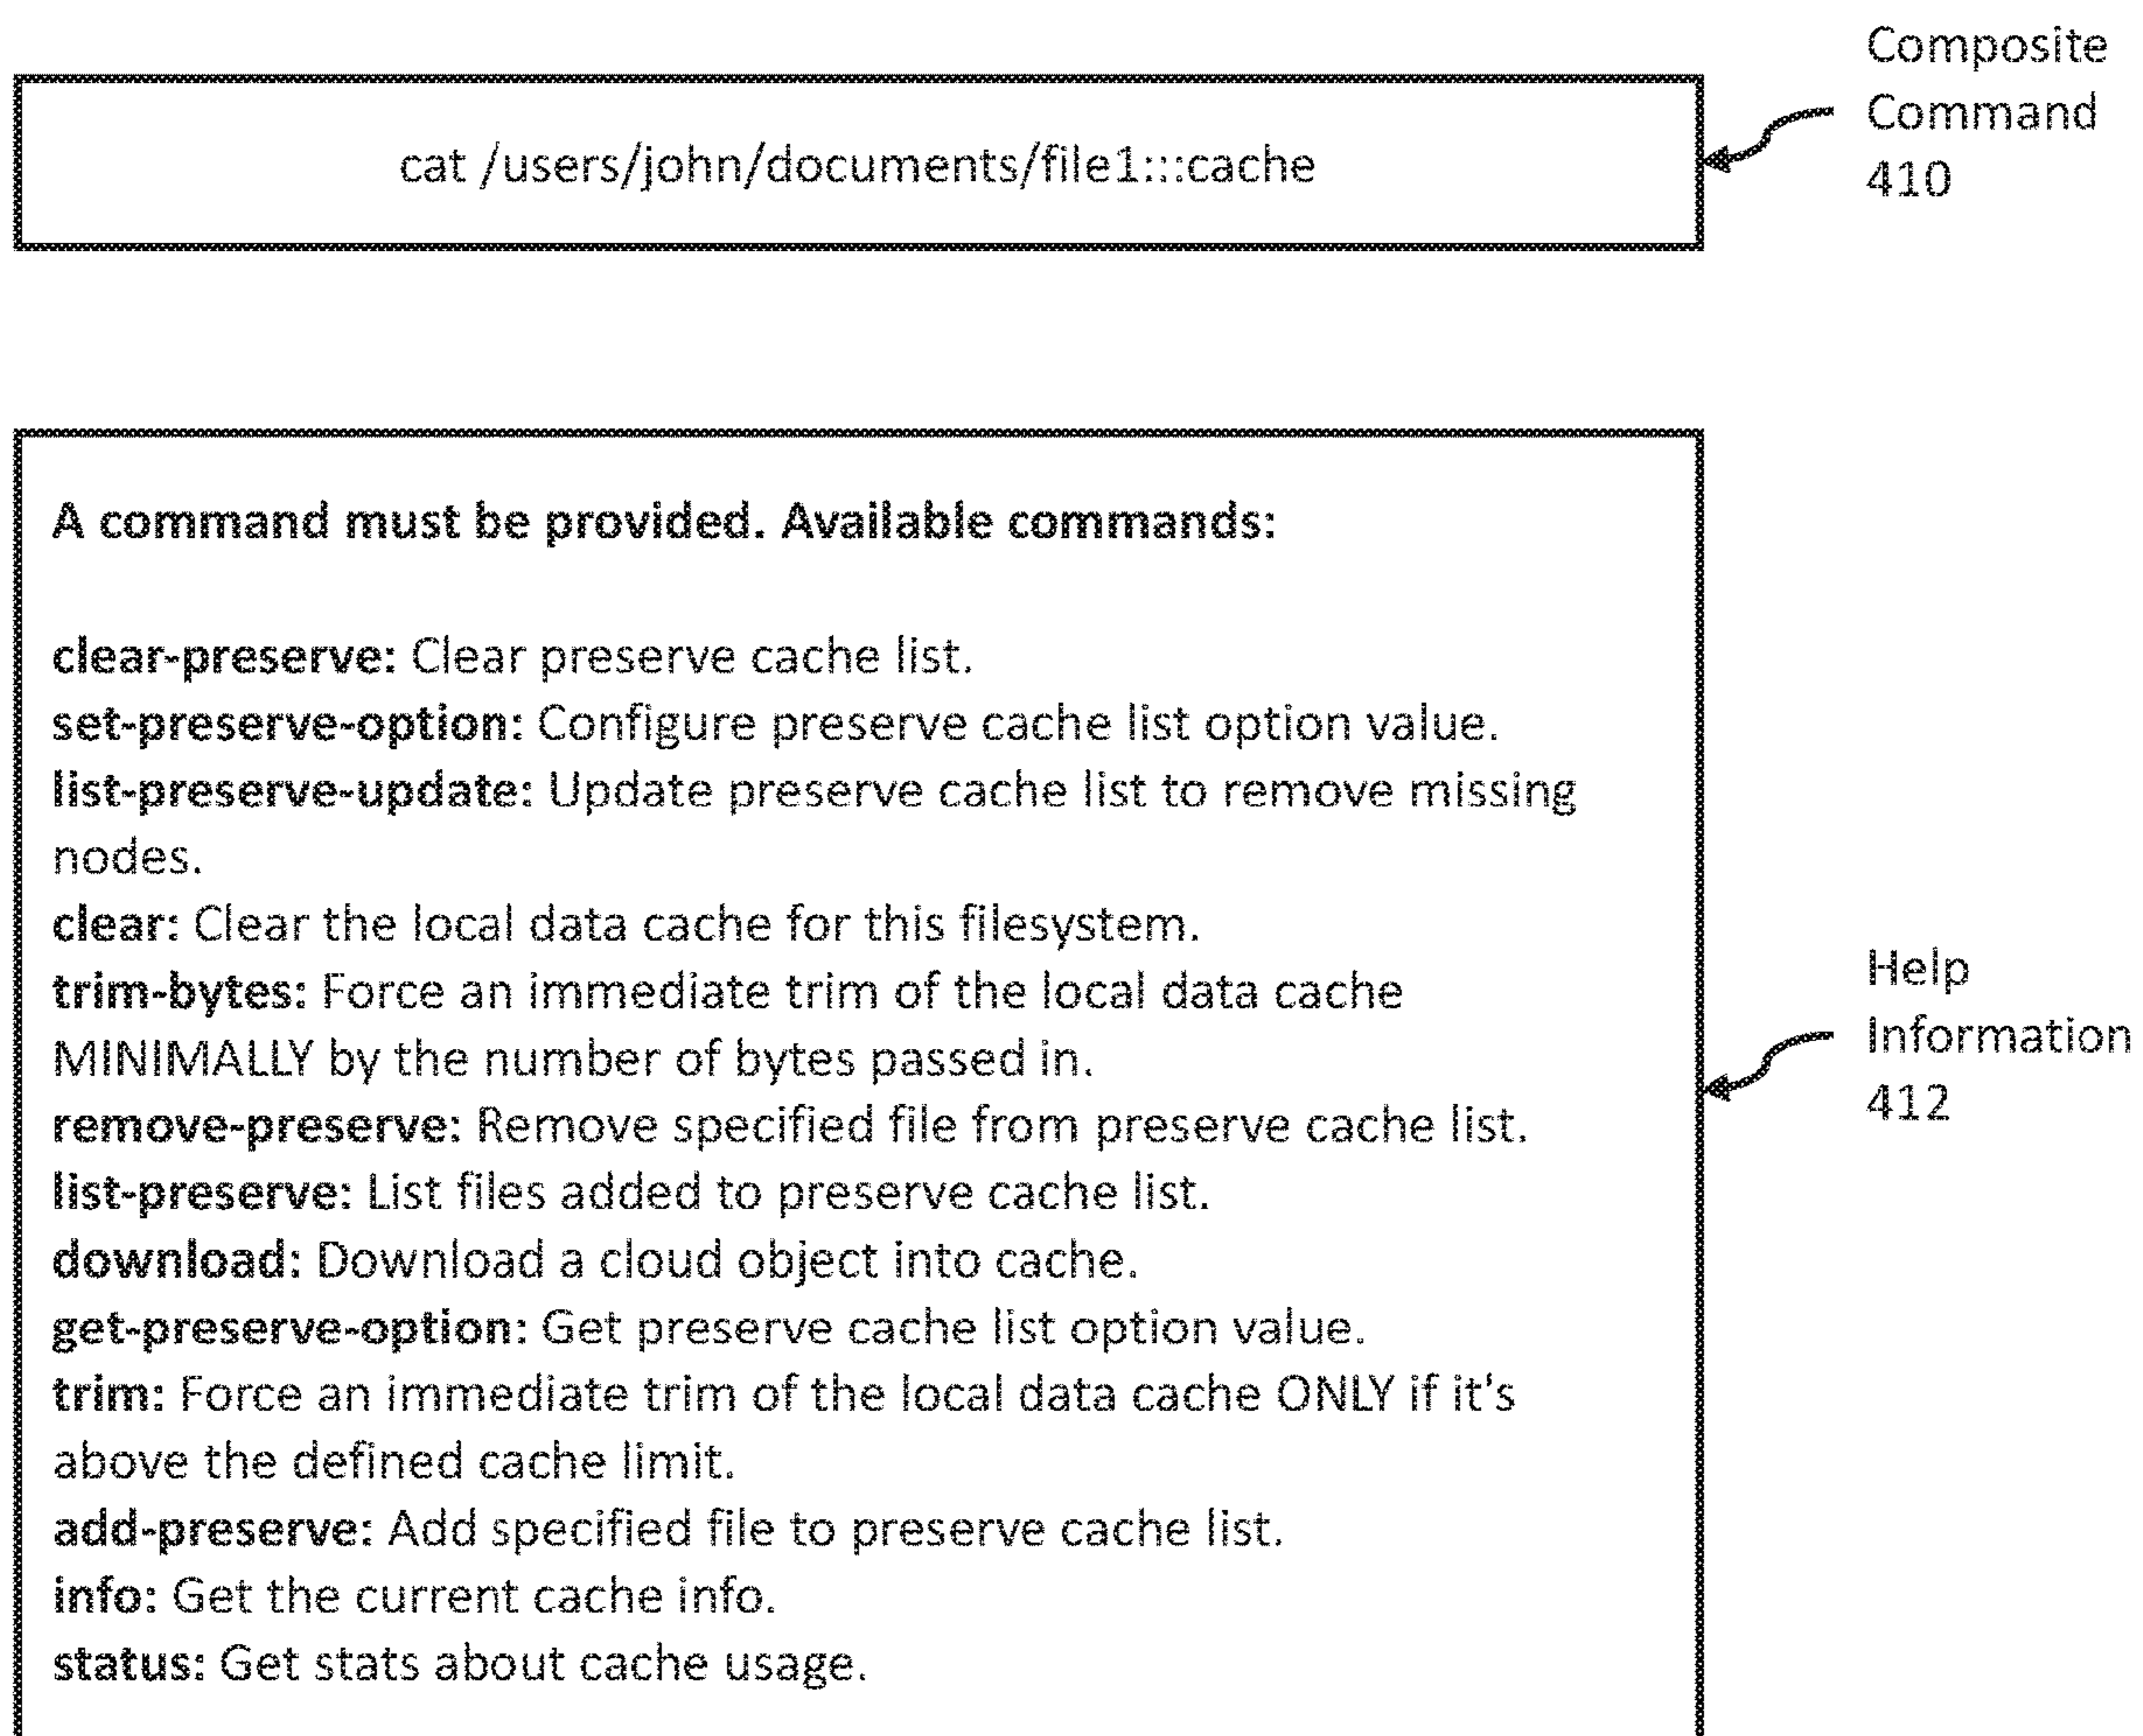 Composite
Command
410
cat /users/john/documents/file1:::cache
A command must be provided. Available commands:
clear-preserve: Clear preserve cache list.
set-preserve-option: Configure preserve cache list option value.
list-preserve-update: Update preserve cache list to remove missing
nodes.
clear: Clear the local data cache for this filesystem.
trim-bytes: Force an immediate trim of the local data cache
MINIMALLY by the number of bytes passed in.
remove-preserve: Remove specified file from preserve cache list.
list-preserve: List files added to preserve cache list.
download: Download a cloud object into cache.
get-preserve-option: Get preserve cache list option value.
trim: Force an immediate trim of the local data cache ONLY if it's
above the defined cache limit.
add-preserve: Add specified file to preserve cache list.
info: Get the current cache info.
status: Get stats about cache usage.
Help
Information
412